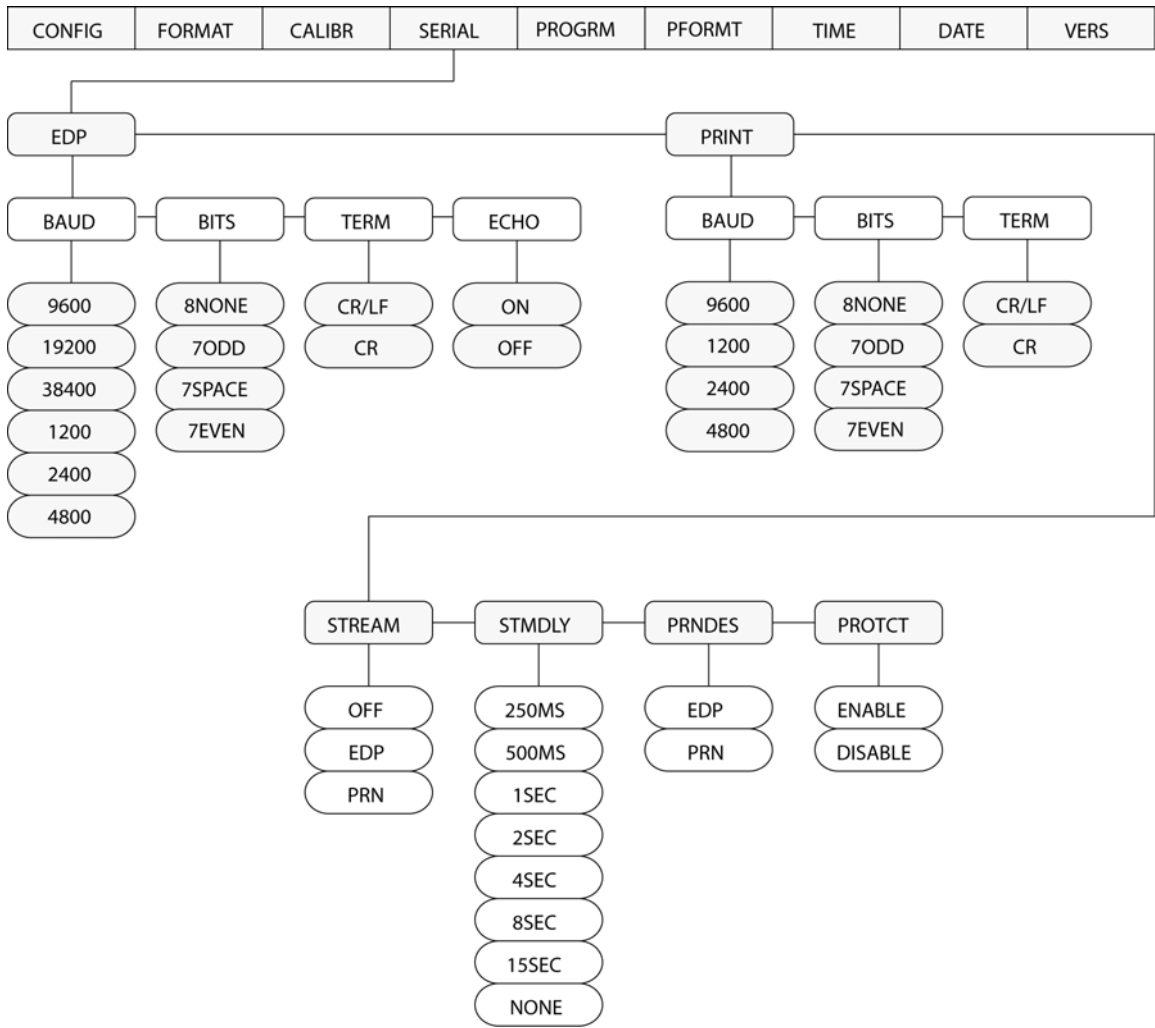 CONFIG FORMAT CALIBR SERIAL PROGRM PFORMT TIME DATE VERS
EDP PRINT
BAUD BITS TERM ECHO BAUD BITS TERM
9600 8NONE CR/LF ON 9600 8NONE CR/LF
19200 7ODD CR OFF 1200 7ODD CR
38400 7SPACE 2400 7SPACE
1200 7EVEN 4800 7EVEN
2400
4800
STREAM STMDLY PRNDES PROTCT
OFF 250MS EDP ENABLE
EDP 500MS PRN DISABLE
PRN 1SEC
2SEC
4SEC
8SEC
15SEC
NONE